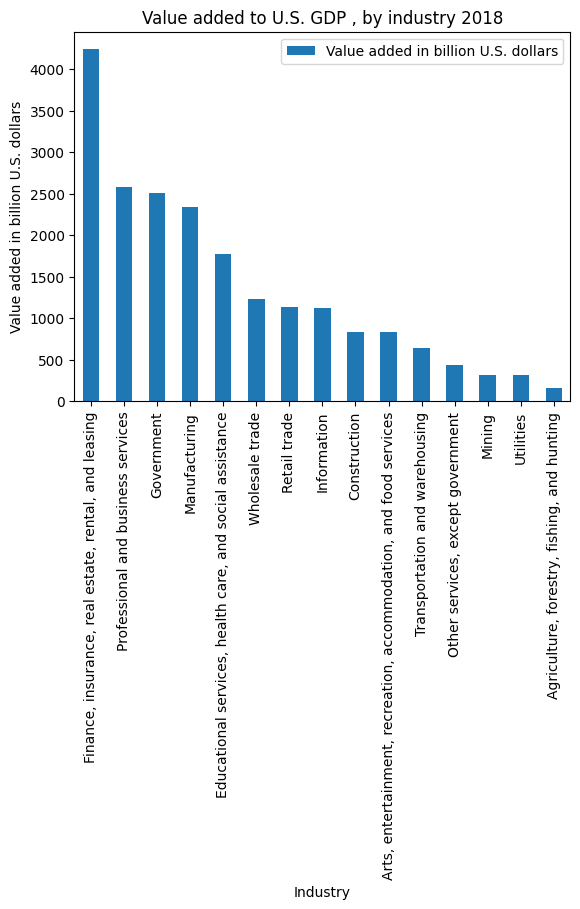 Value added to U.S. GDP , by industry 2018
Value added in billion U.S. dollars
Value added in billion U.S. dollars
4000
3500
3000
2500
2000
1500
1000
500
0
Finance, insurance, real estate, rental, and leasing
Professional and business services
Government
Manufacturing
Educational services, health care, and social assistance
Wholesale trade
Retail trade
Information
Construction
Arts, entertainment, recreation, accommodation, and food services
Transportation and warehousing
Other services, except government
Mining
Utilities
Agriculture, forestry, fishing, and hunting
Industry